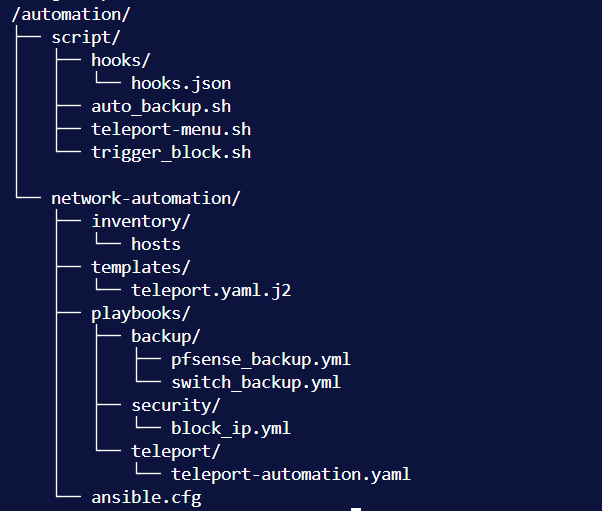 /automation/
├── script/
│   ├── hooks/
│   │   └── hooks.json
│   ├── auto_backup.sh
│   ├── teleport-menu.sh
│   └── trigger_block.sh
│
└── network-automation/
    ├── inventory/
    │   └── hosts
    ├── templates/
    │   └── teleport.yaml.j2
    ├── playbooks/
    │   ├── backup/
    │   │   ├── pfsense_backup.yml
    │   │   └── switch_backup.yml
    │   ├── security/
    │   │   └── block_ip.yml
    │   └── teleport/
    │       └── teleport-automation.yaml
    └── ansible.cfg